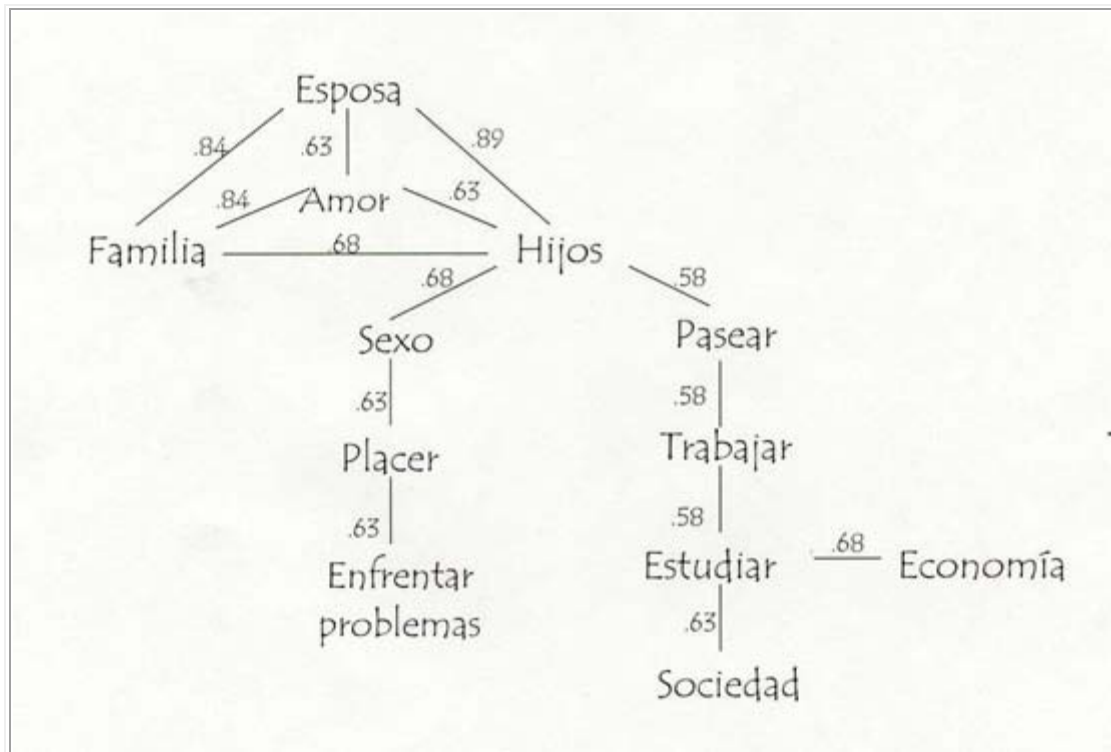 Esposa
.84 .63 .89
.84 Amor .63
Familia .68 Hijos
.68 .58
Sexo Pasear
.63 .58
Placer Trabajar
.63 .58
Enfrentar Estudiar .68 Economía
problemas .63
Sociedad